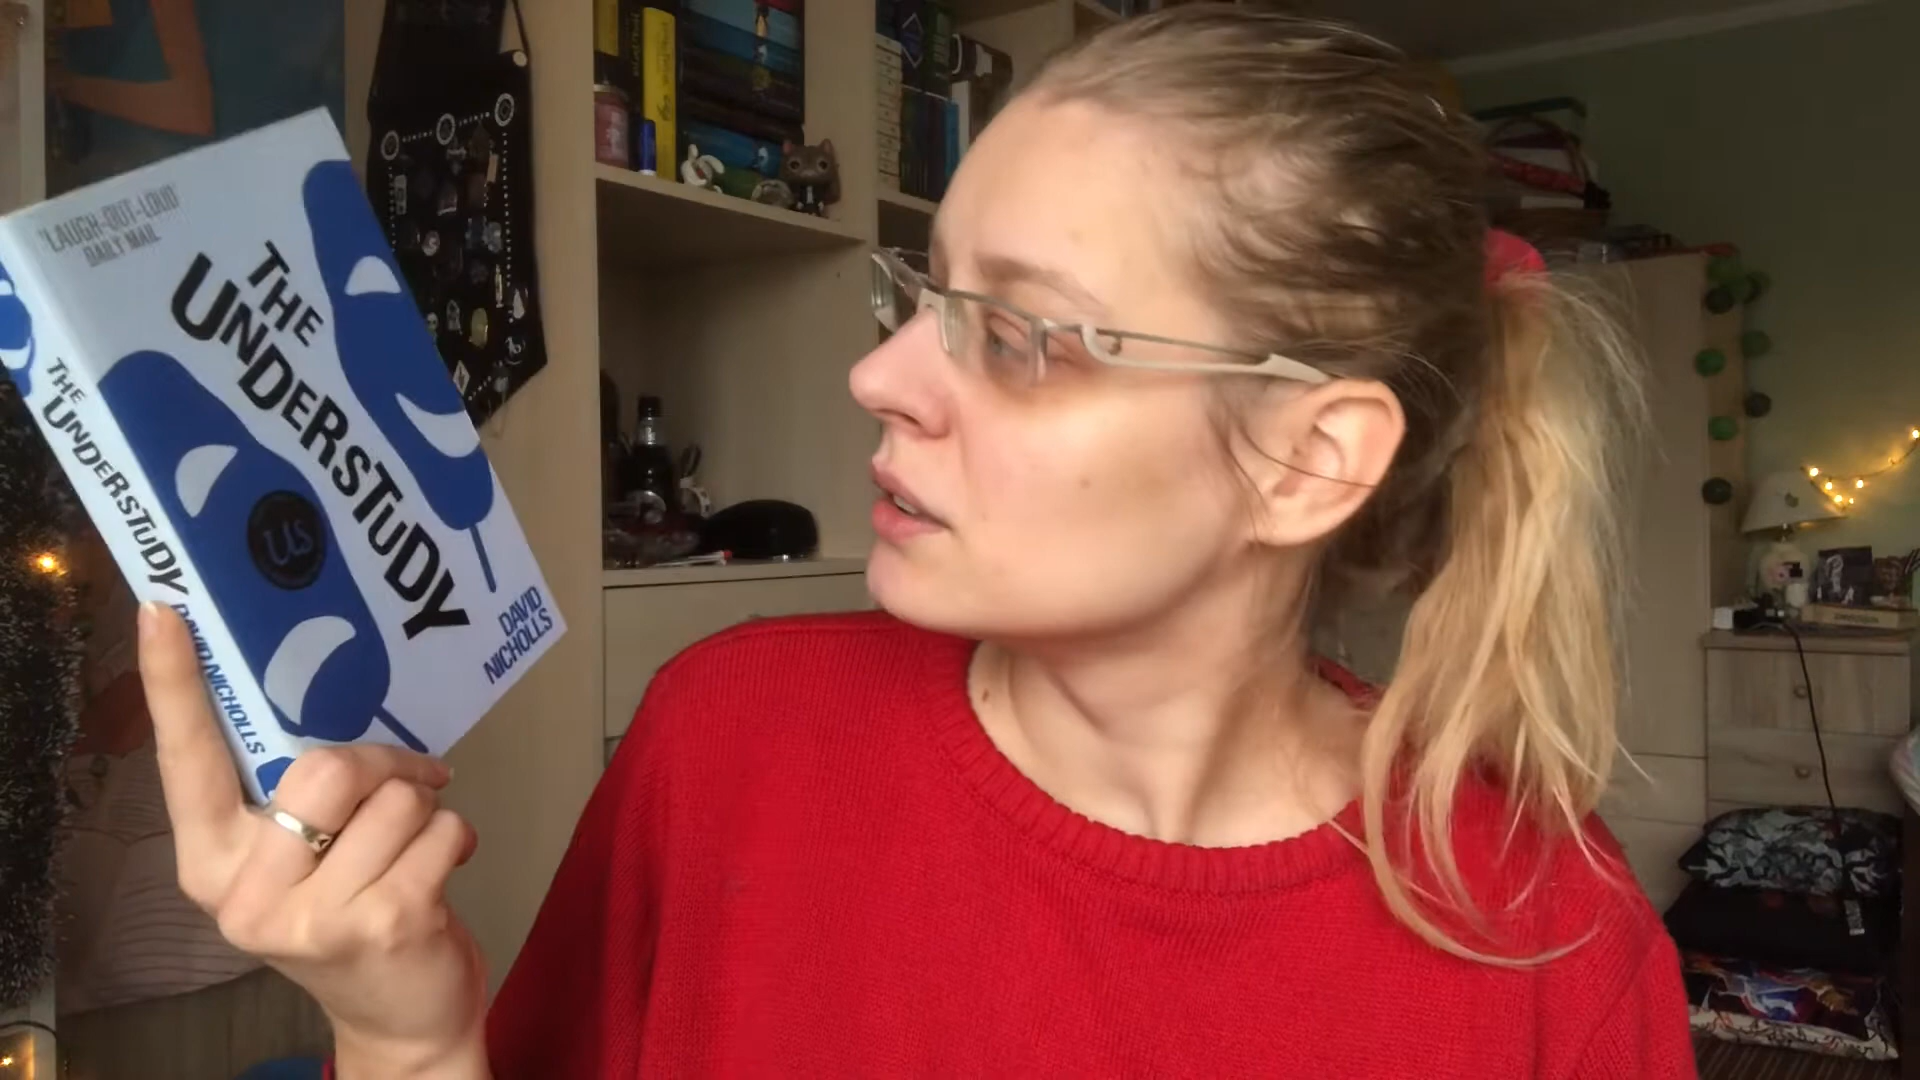 'LAUGH-OUT-LOUD'
DAILY MAIL
THE
UNDERSTUDY
US
DAVID
NICHOLLS
THE UNDERSTUDY DAVID NICHOLLS